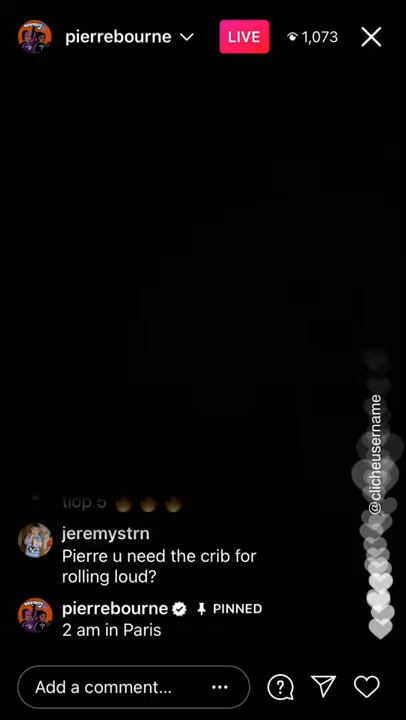 pierrebourne
LIVE
1,073
@clicheusername
tlop 5 🔥🔥🔥
jeremystrn
Pierre u need the crib for
rolling loud?
pierrebourne PINNED
2 am in Paris
Add a comment...